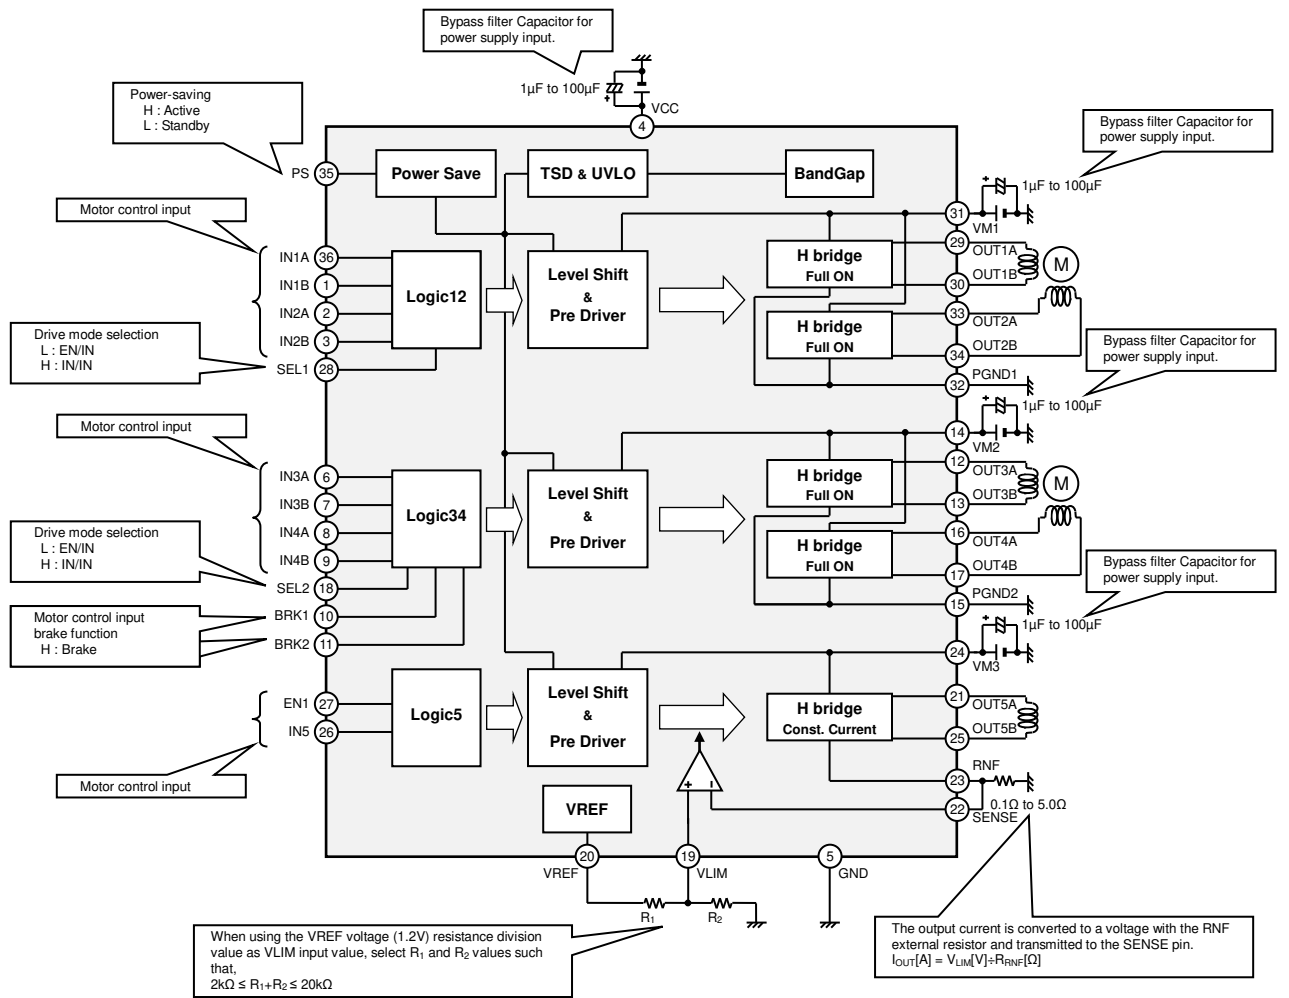 Bypass filter Capacitor for
power supply input.
1µF to 100µF
+
VCC
4
Power-saving
H : Active
L : Standby
Bypass filter Capacitor for
power supply input.
PS
35
Power Save
TSD & UVLO
BandGap
+
1µF to 100µF
31
VM1
Motor control input
IN1A
36
IN1B
1
IN2A
2
IN2B
3
SEL1
28
Logic12
Level Shift
&
Pre Driver
H bridge
Full ON
H bridge
Full ON
29
OUT1A
OUT1B
30
M
33
OUT2A
OUT2B
34
PGND1
32
Drive mode selection
L : EN/IN
H : IN/IN
Bypass filter Capacitor for
power supply input.
+
1µF to 100µF
14
VM2
Motor control input
IN3A
6
IN3B
7
IN4A
8
IN4B
9
SEL2
18
BRK1
10
BRK2
11
Logic34
Level Shift
&
Pre Driver
H bridge
Full ON
H bridge
Full ON
12
OUT3A
OUT3B
13
M
16
OUT4A
OUT4B
17
PGND2
15
Drive mode selection
L : EN/IN
H : IN/IN
Motor control input
brake function
H : Brake
Bypass filter Capacitor for
power supply input.
+
1µF to 100µF
24
VM3
EN1
27
IN5
26
Logic5
Level Shift
&
Pre Driver
H bridge
Const. Current
21
OUT5A
OUT5B
25
RNF
23
0.1Ω to 5.0Ω
22
SENSE
Motor control input
+
−
VREF
20
VREF
19
VLIM
5
GND
R₁
R₂
When using the VREF voltage (1.2V) resistance division
value as VLIM input value, select R₁ and R₂ values such
that,
2kΩ ≤ R₁+R₂ ≤ 20kΩ
The output current is converted to a voltage with the RNF
external resistor and transmitted to the SENSE pin.
IOUT[A] = VLIM[V]÷RRNF[Ω]